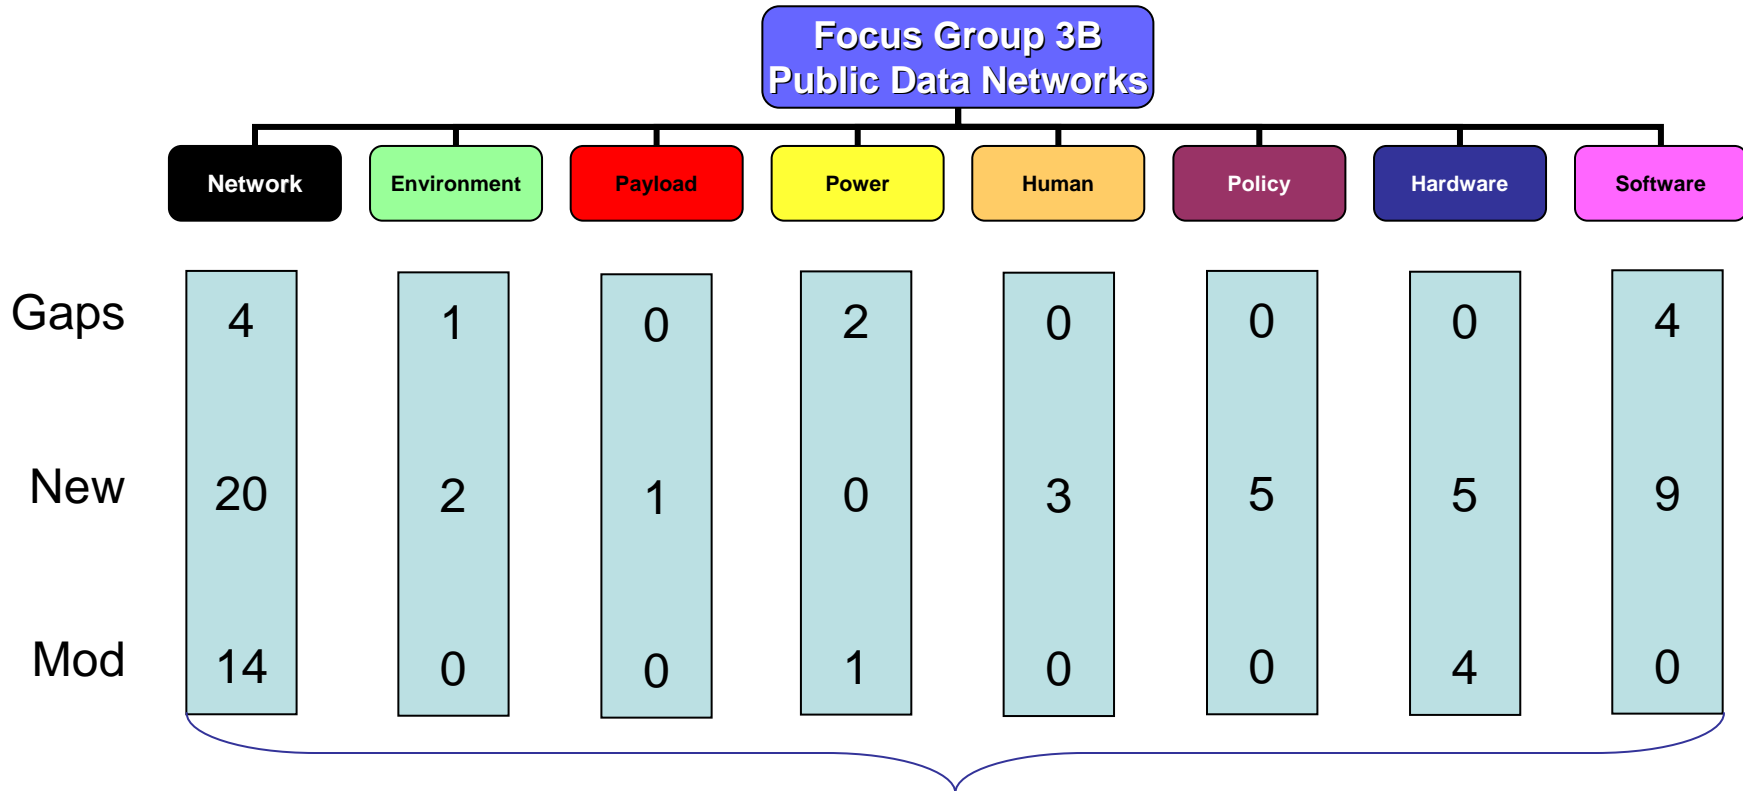 Focus Group 3B
Public Data Networks
Network Environment Payload Power Human Policy Hardware Software
Gaps 4 1 0 2 0 0 0 4
New 20 2 1 0 3 5 5 9
Mod 14 0 0 1 0 0 4 0